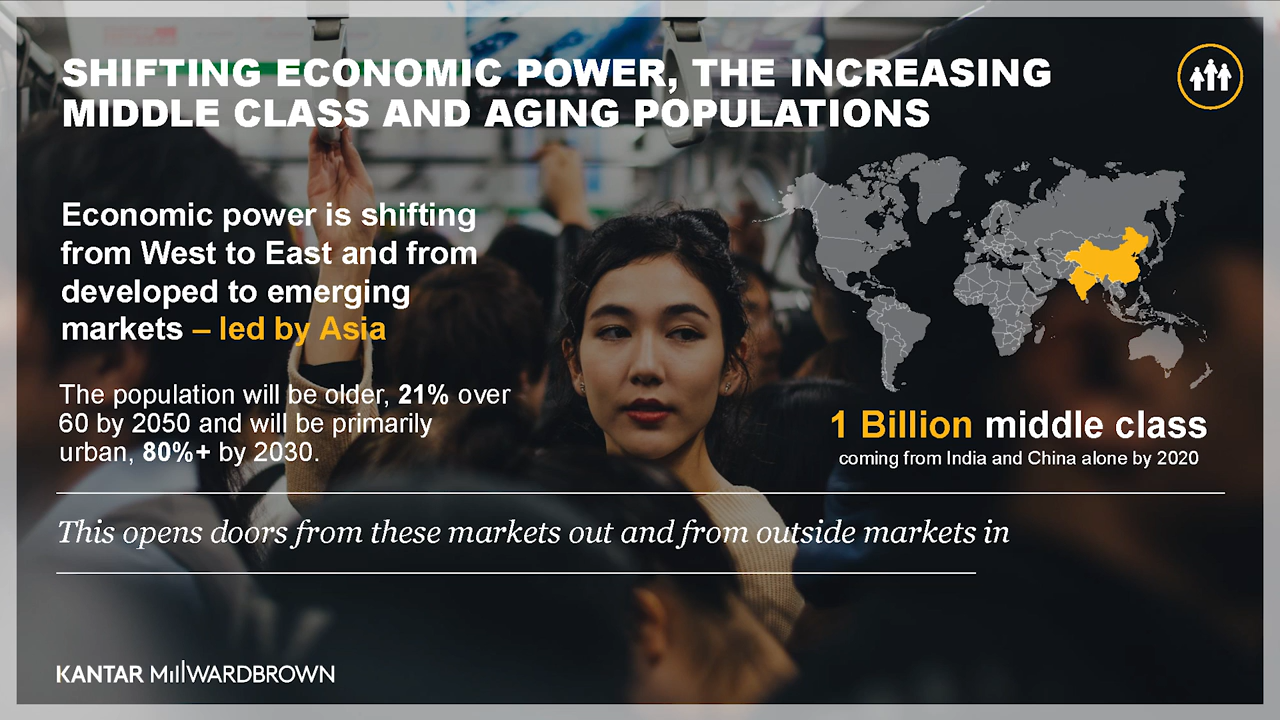 SHIFTING ECONOMIC POWER, THE INCREASING
MIDDLE CLASS AND AGING POPULATIONS
Economic power is shifting
from West to East and from
developed to emerging
markets – led by Asia
The population will be older, 21% over
60 by 2050 and will be primarily
urban, 80%+ by 2030.
1 Billion middle class
coming from India and China alone by 2020
This opens doors from these markets out and from outside markets in
KANTAR MillWARDBROWN